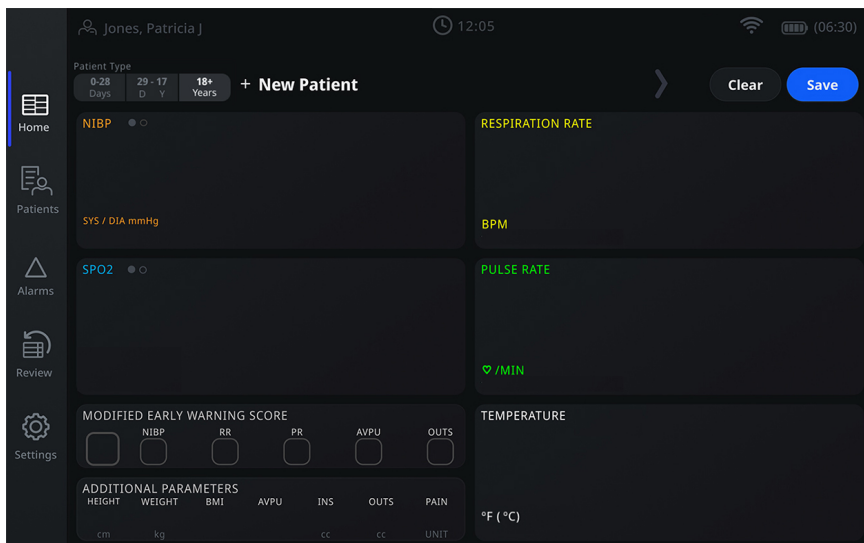 Jones, Patricia J
12:05
(06:30)
Patient Type
0-28 Days
29 - 17 D Y
18+ Years
+ New Patient
Clear
Save
Home
Patients
Alarms
Review
Settings
NIBP
SYS / DIA mmHg
RESPIRATION RATE
BPM
SPO2
PULSE RATE
/MIN
MODIFIED EARLY WARNING SCORE
NIBP RR PR AVPU OUTS
TEMPERATURE
ºF ( ºC)
ADDITIONAL PARAMETERS
HEIGHT WEIGHT BMI AVPU INS OUTS PAIN
cm kg cc cc UNIT